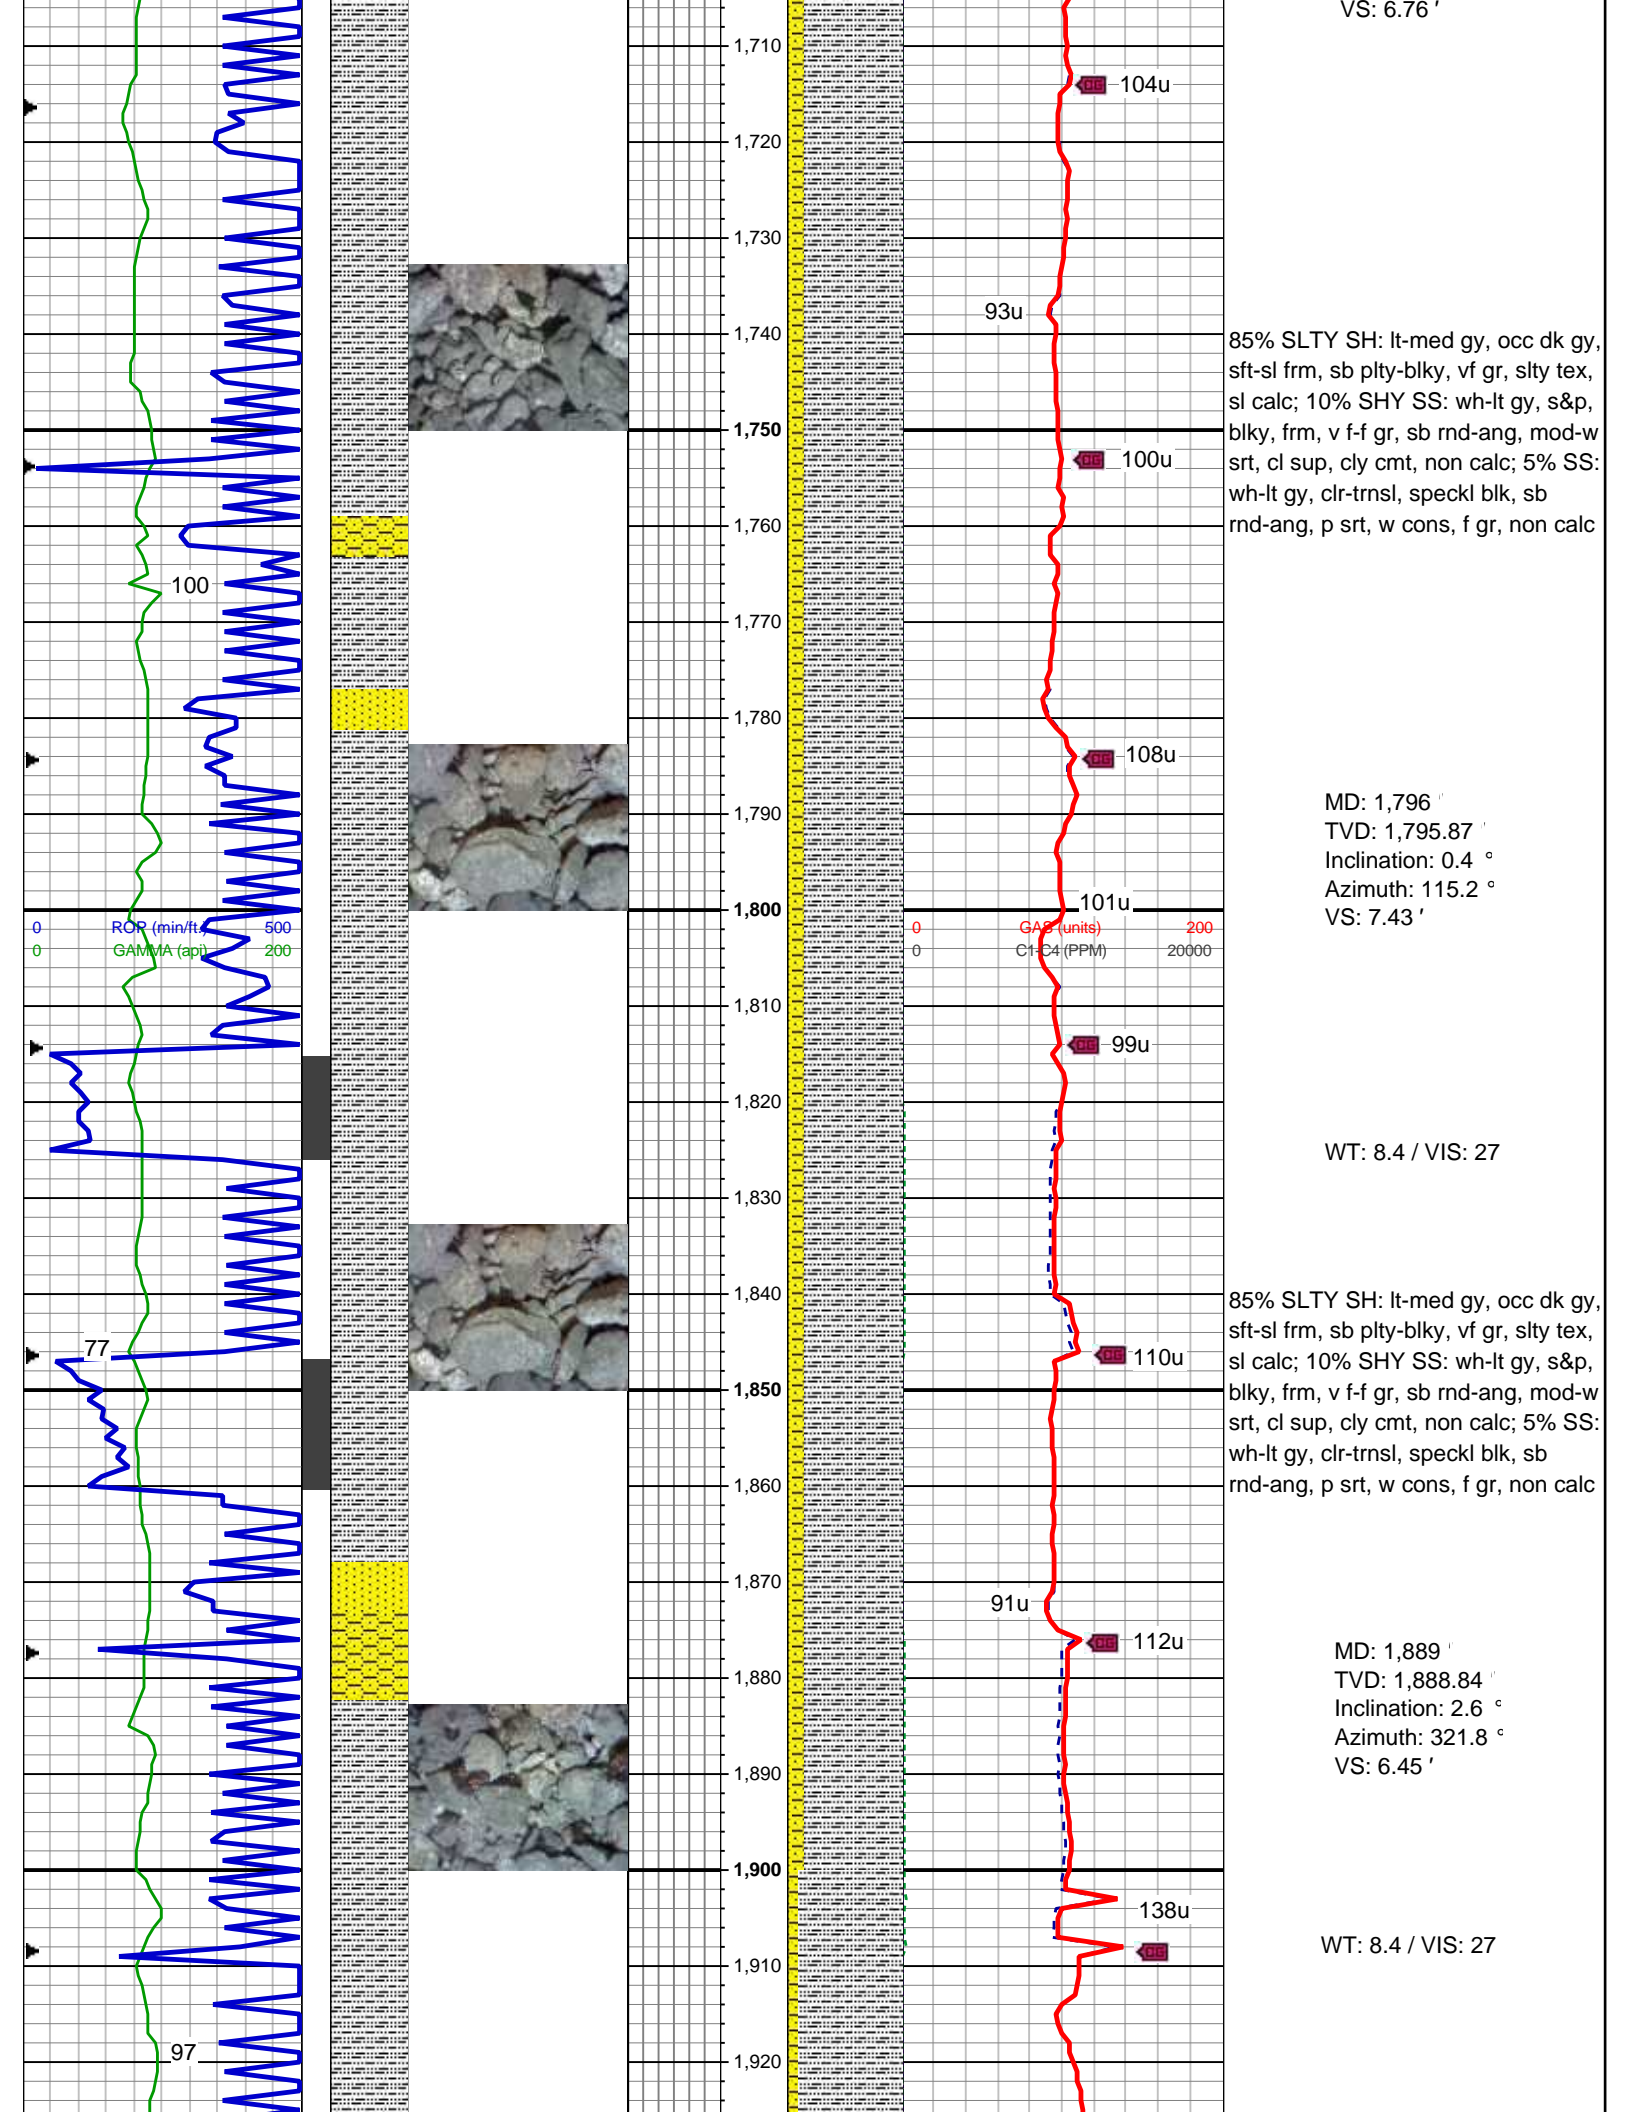 VS: 6.76 '
1,710
CG 104u
1,720
1,730
93u
1,740
85% SLTY SH: lt-med gy, occ dk gy,
sft-sl frm, sb plty-blky, vf gr, slty tex,
sl calc; 10% SHY SS: wh-lt gy, s&p,
blky, frm, v f-f gr, sb rnd-ang, mod-w
srt, cl sup, cly cmt, non calc; 5% SS:
wh-lt gy, clr-trnsl, speckl blk, sb
rnd-ang, p srt, w cons, f gr, non calc
1,750
CG 100u
1,760
100
1,770
1,780
CG 108u
1,790
MD: 1,796 '
TVD: 1,795.87 '
Inclination: 0.4 °
Azimuth: 115.2 °
VS: 7.43 '
101u
1,800
0 ROP (min/ft.) 500
0 GAMMA (api) 200
0 GAS (units) 200
0 C1-C4 (PPM) 20000
1,810
CG 99u
1,820
WT: 8.4 / VIS: 27
1,830
1,840
85% SLTY SH: lt-med gy, occ dk gy,
sft-sl frm, sb plty-blky, vf gr, slty tex,
sl calc; 10% SHY SS: wh-lt gy, s&p,
blky, frm, v f-f gr, sb rnd-ang, mod-w
srt, cl sup, cly cmt, non calc; 5% SS:
wh-lt gy, clr-trnsl, speckl blk, sb
rnd-ang, p srt, w cons, f gr, non calc
77
CG 110u
1,850
1,860
1,870
91u
CG 112u
1,880
MD: 1,889 '
TVD: 1,888.84 '
Inclination: 2.6 °
Azimuth: 321.8 °
VS: 6.45 '
1,890
1,900
138u
CG
WT: 8.4 / VIS: 27
1,910
97
1,920